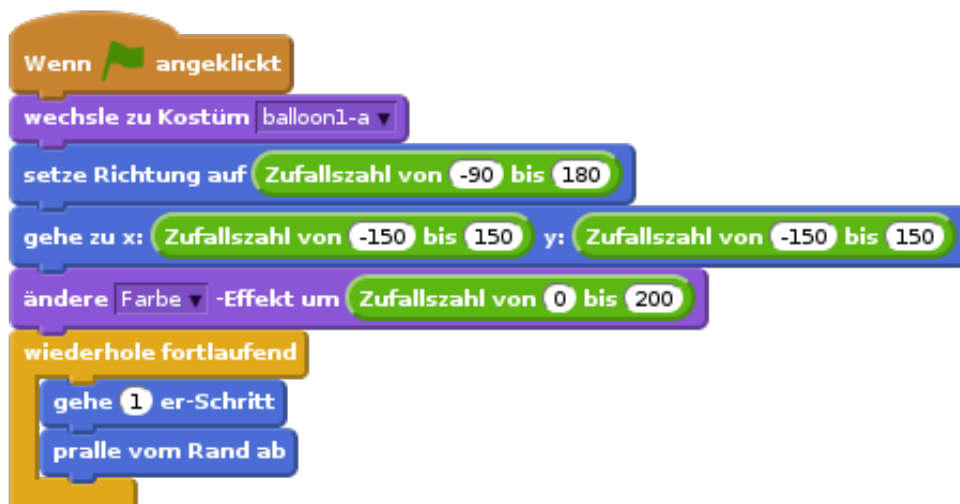 Wenn angeklickt
wechsle zu Kostüm balloon1-a
setze Richtung auf Zufallszahl von -90 bis 180
gehe zu x: Zufallszahl von -150 bis 150 y: Zufallszahl von -150 bis 150
ändere Farbe -Effekt um Zufallszahl von 0 bis 200
wiederhole fortlaufend
gehe 1 er-Schritt
pralle vom Rand ab